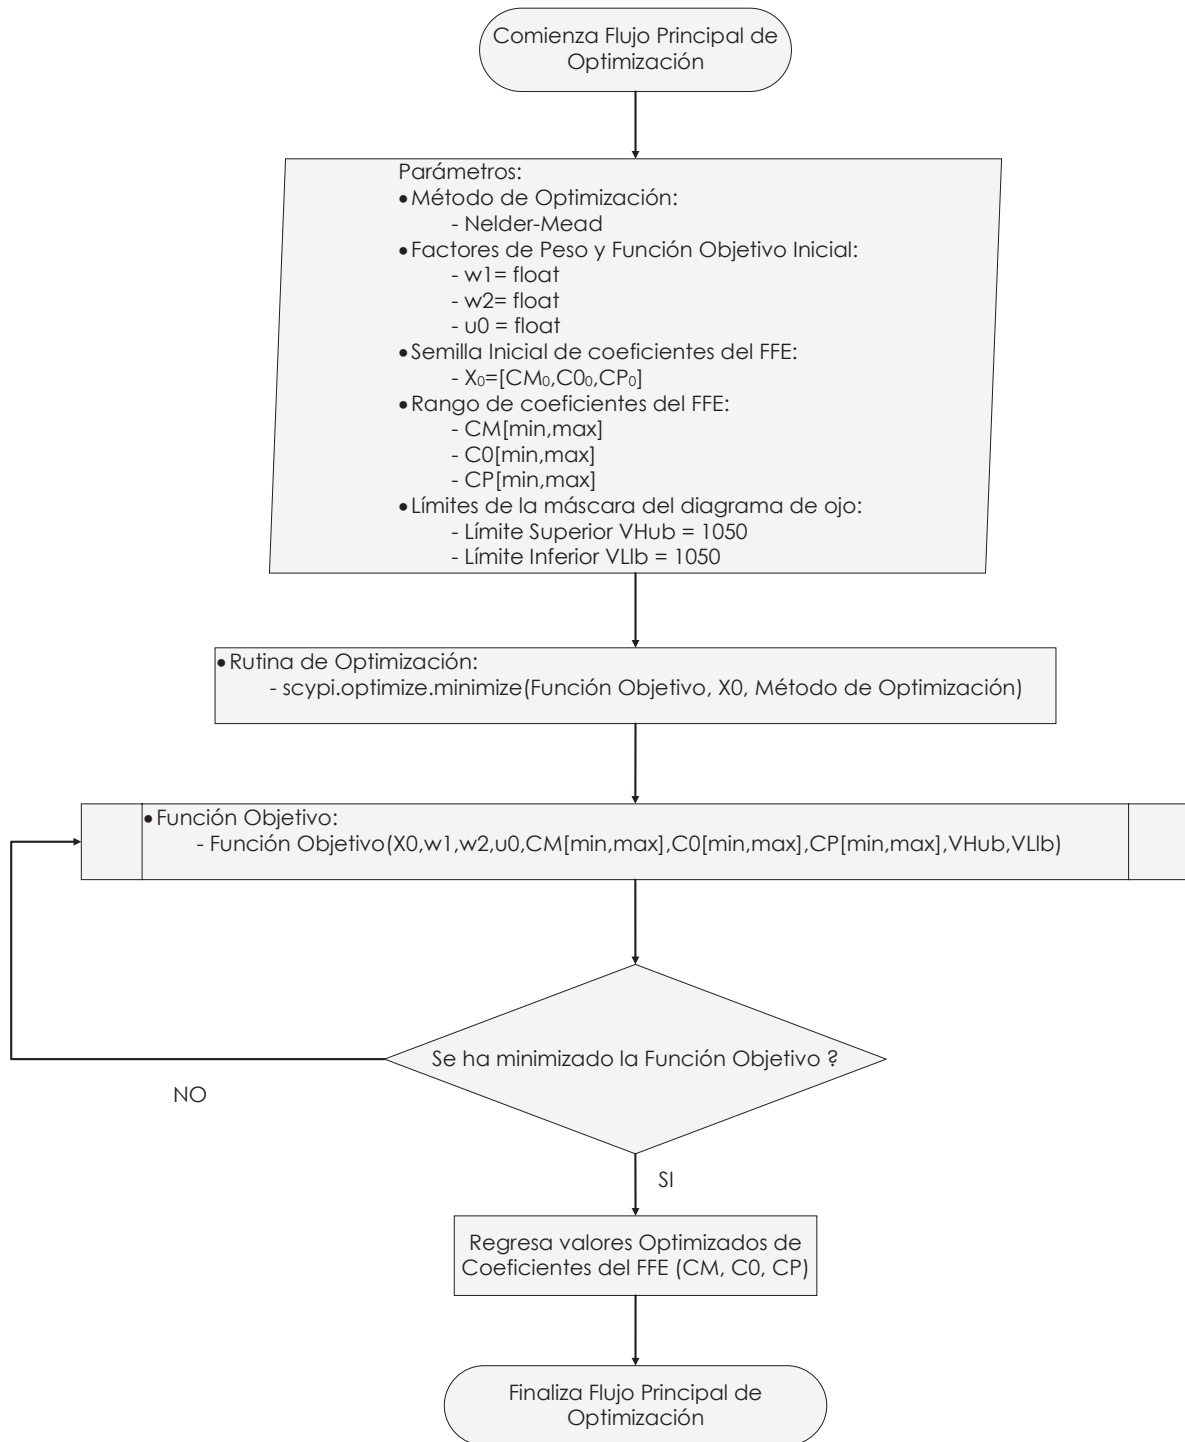 Comienza Flujo Principal de
Optimización
Parámetros:
•Método de Optimización:
- Nelder-Mead
•Factores de Peso y Función Objetivo Inicial:
- w1= float
- w2= float
- u0 = float
•Semilla Inicial de coeficientes del FFE:
- X₀=[CM₀,C0₀,CP₀]
•Rango de coeficientes del FFE:
- CM[min,max]
- C0[min,max]
- CP[min,max]
•Límites de la máscara del diagrama de ojo:
- Límite Superior VHub = 1050
- Límite Inferior VLlb = 1050
•Rutina de Optimización:
- scypi.optimize.minimize(Función Objetivo, X0, Método de Optimización)
•Función Objetivo:
- Función Objetivo(X0,w1,w2,u0,CM[min,max],C0[min,max],CP[min,max],VHub,VLlb)
Se ha minimizado la Función Objetivo ?
NO
SI
Regresa valores Optimizados de
Coeficientes del FFE (CM, C0, CP)
Finaliza Flujo Principal de
Optimización